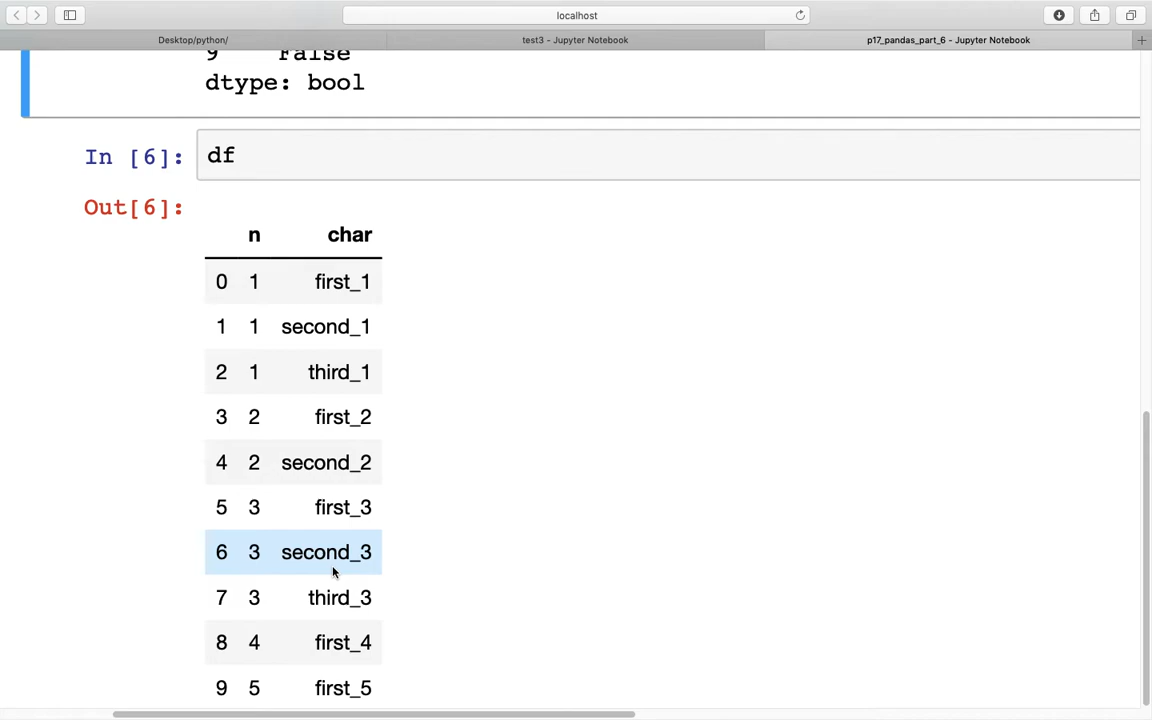 localhost
Desktop/python/
test3 - Jupyter Notebook
p17_pandas_part_6 - Jupyter Notebook
9 False
dtype: bool
In [6]: df
Out[6]:
n char
0 1 first_1
1 1 second_1
2 1 third_1
3 2 first_2
4 2 second_2
5 3 first_3
6 3 second_3
7 3 third_3
8 4 first_4
9 5 first_5